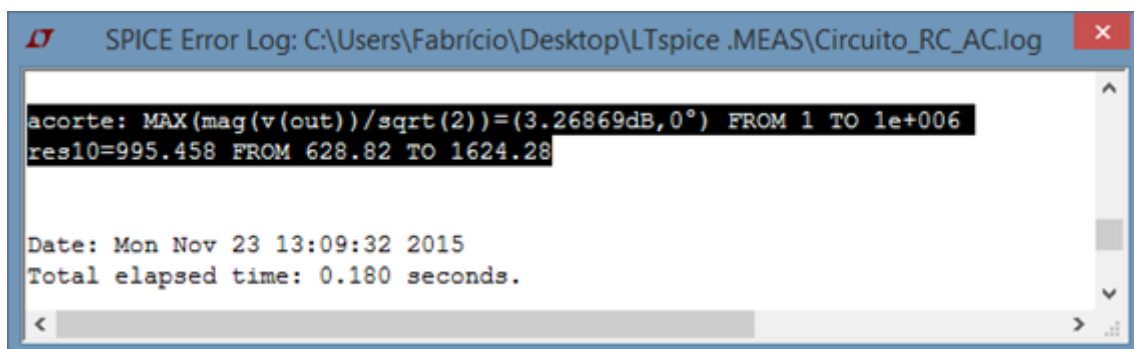 SPICE Error Log: C:\Users\Fabrício\Desktop\LTspice .MEAS\Circuito_RC_AC.log
acorte: MAX(mag(v(out))/sqrt(2))=(3.26869dB,0°) FROM 1 TO 1e+006
res10=995.458 FROM 628.82 TO 1624.28
Date: Mon Nov 23 13:09:32 2015
Total elapsed time: 0.180 seconds.